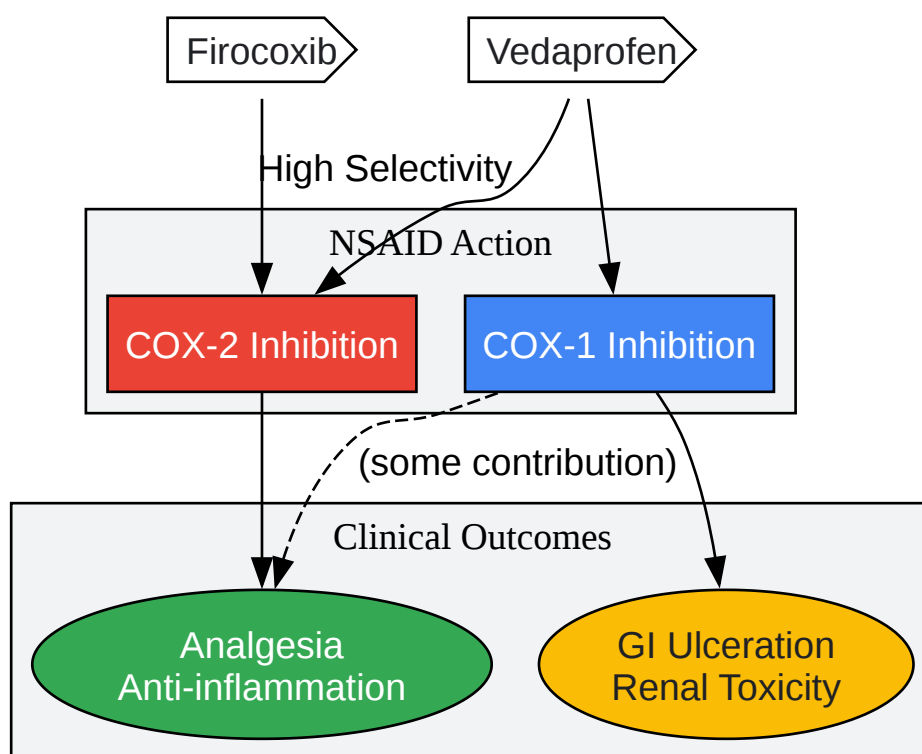 Firocoxib
Vedaprofen
High Selectivity
NSAID Action
COX-2 Inhibition
COX-1 Inhibition
(some contribution)
Clinical Outcomes
Analgesia
Anti-inflammation
GI Ulceration
Renal Toxicity